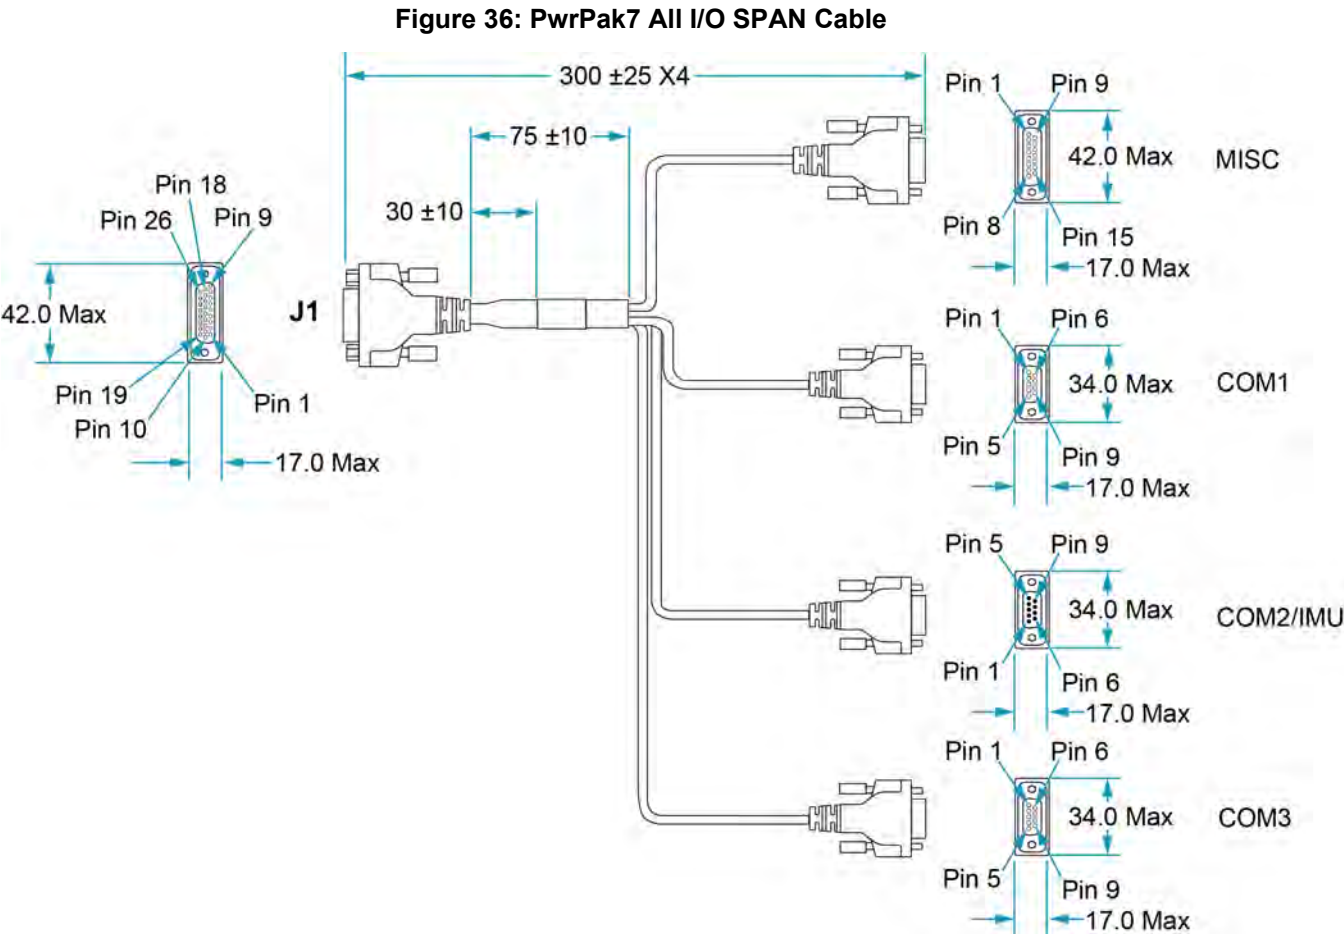 Figure 36: PwrPak7 All I/O SPAN Cable
300 ±25 X4
75 ±10
30 ±10
Pin 18
Pin 26
Pin 9
42.0 Max
J1
Pin 19
Pin 1
Pin 10
17.0 Max
Pin 1
Pin 9
42.0 Max
MISC
Pin 8
Pin 15
17.0 Max
Pin 1
Pin 6
34.0 Max
COM1
Pin 5
Pin 9
17.0 Max
Pin 5
Pin 9
34.0 Max
COM2/IMU
Pin 1
Pin 6
17.0 Max
Pin 1
Pin 6
34.0 Max
COM3
Pin 5
Pin 9
17.0 Max